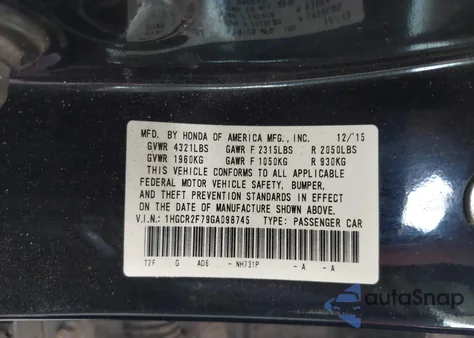 MFD. BY HONDA OF AMERICA MFG., INC. 12/'15
GVWR 4321LBS GAWR F 2315LBS R 2050LBS
GVWR 1960KG GAWR F 1050KG R 930KG
THIS VEHICLE CONFORMS TO ALL APPLICABLE
FEDERAL MOTOR VEHICLE SAFETY, BUMPER,
AND THEFT PREVENTION STANDARDS IN EFFECT
ON THE DATE OF MANUFACTURE SHOWN ABOVE.
V.I.N.: 1HGCR2F79GA098745 TYPE: PASSENGER CAR
T2F G AD6 - NH731P - A - A
autoSnap